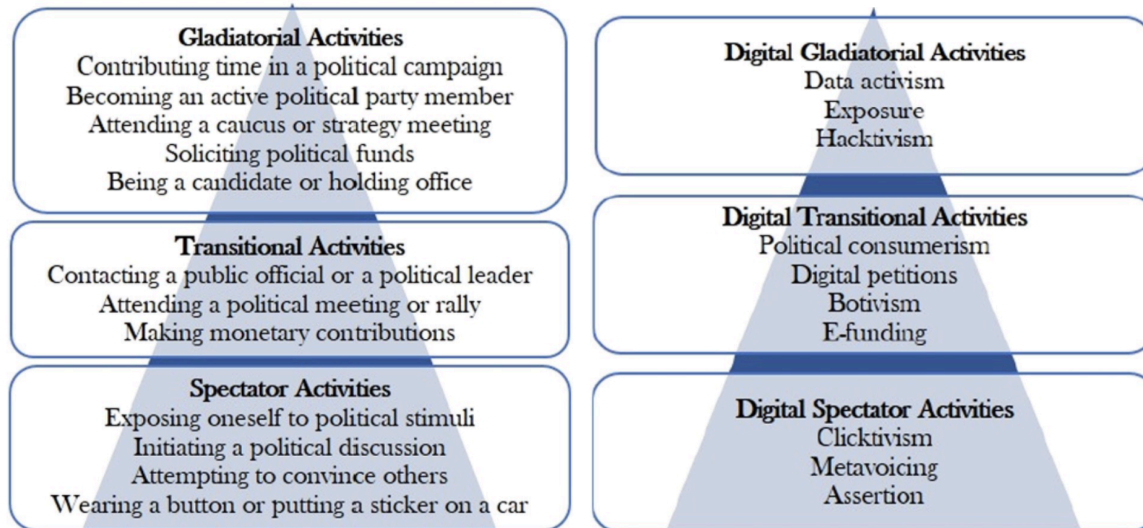 Gladiatorial Activities
Contributing time in a political campaign
Becoming an active political party member
Attending a caucus or strategy meeting
Soliciting political funds
Being a candidate or holding office
Transitional Activities
Contacting a public official or a political leader
Attending a political meeting or rally
Making monetary contributions
Spectator Activities
Exposing oneself to political stimuli
Initiating a political discussion
Attempting to convince others
Wearing a button or putting a sticker on a car
Digital Gladiatorial Activities
Data activism
Exposure
Hacktivism
Digital Transitional Activities
Political consumerism
Digital petitions
Botivism
E-funding
Digital Spectator Activities
Clicktivism
Metavoicing
Assertion